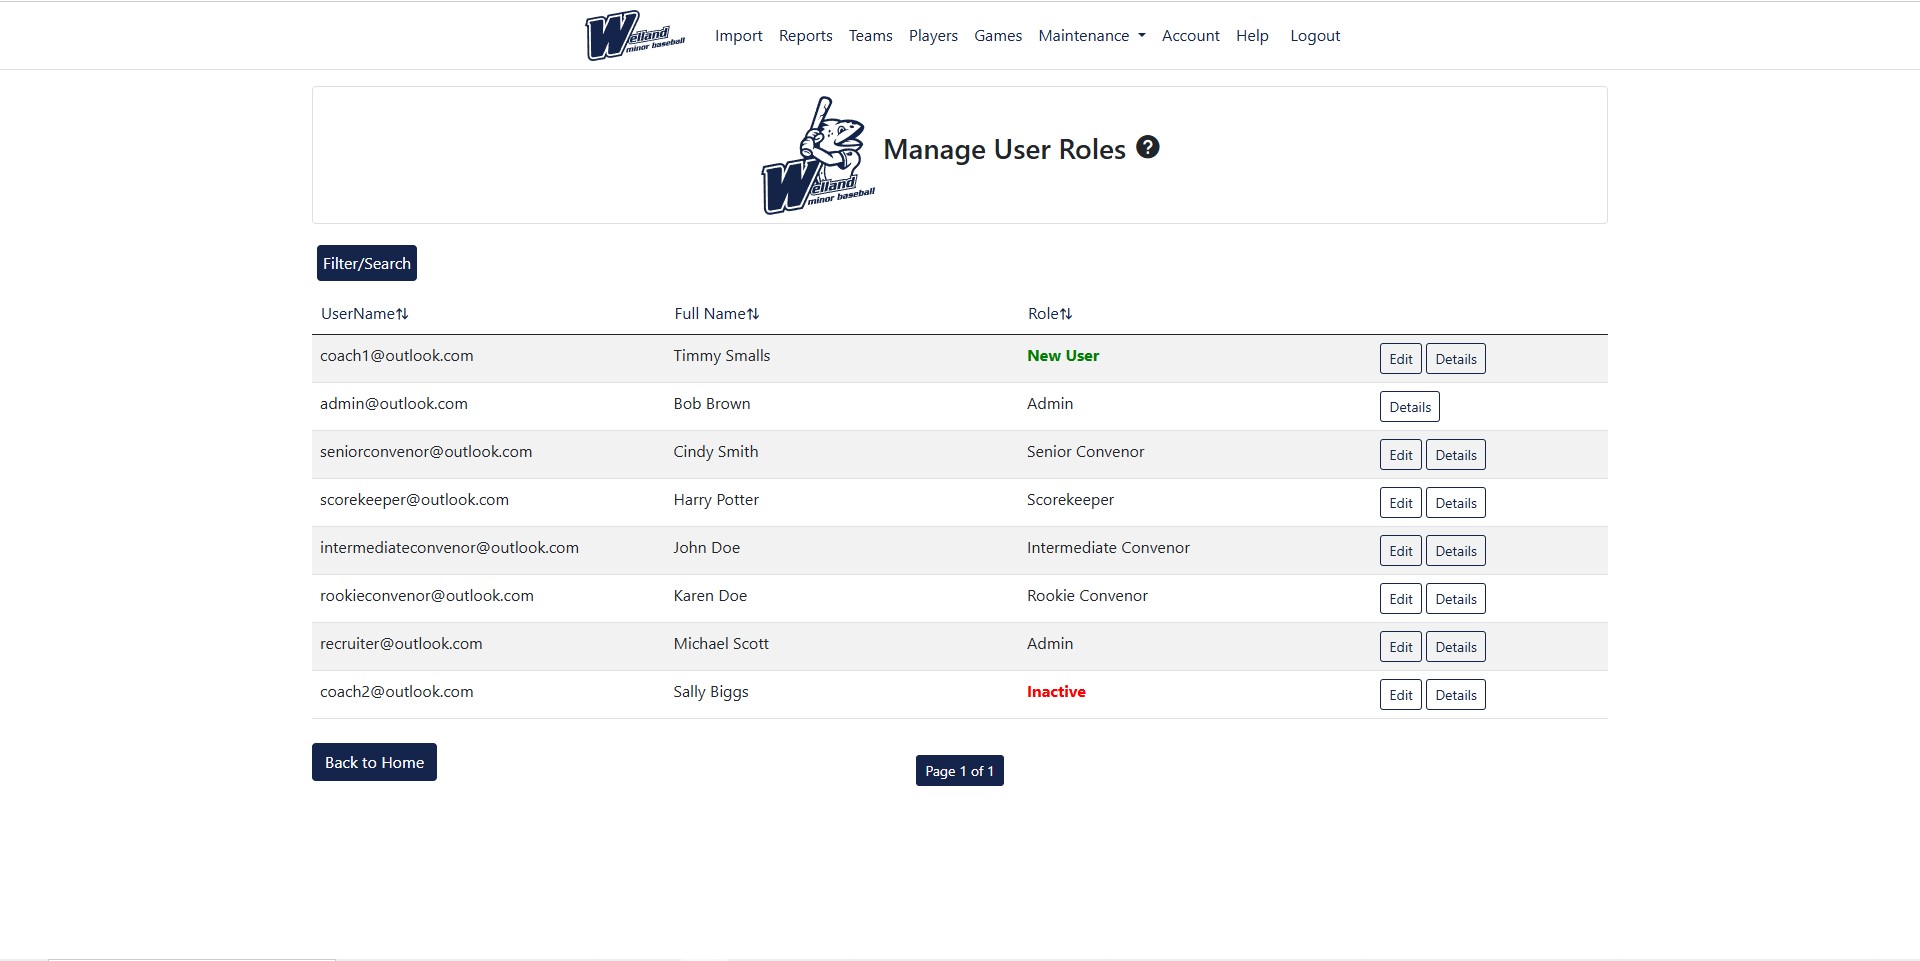 Welland minor baseball Import Reports Teams Players Games Maintenance Account Help Logout
Welland
minor baseball
Manage User Roles ?
Filter/Search
UserName⇅ Full Name⇅ Role⇅
coach1@outlook.com Timmy Smalls New User Edit Details
admin@outlook.com Bob Brown Admin Details
seniorconvenor@outlook.com Cindy Smith Senior Convenor Edit Details
scorekeeper@outlook.com Harry Potter Scorekeeper Edit Details
intermediateconvenor@outlook.com John Doe Intermediate Convenor Edit Details
rookieconvenor@outlook.com Karen Doe Rookie Convenor Edit Details
recruiter@outlook.com Michael Scott Admin Edit Details
coach2@outlook.com Sally Biggs Inactive Edit Details
Back to Home Page 1 of 1